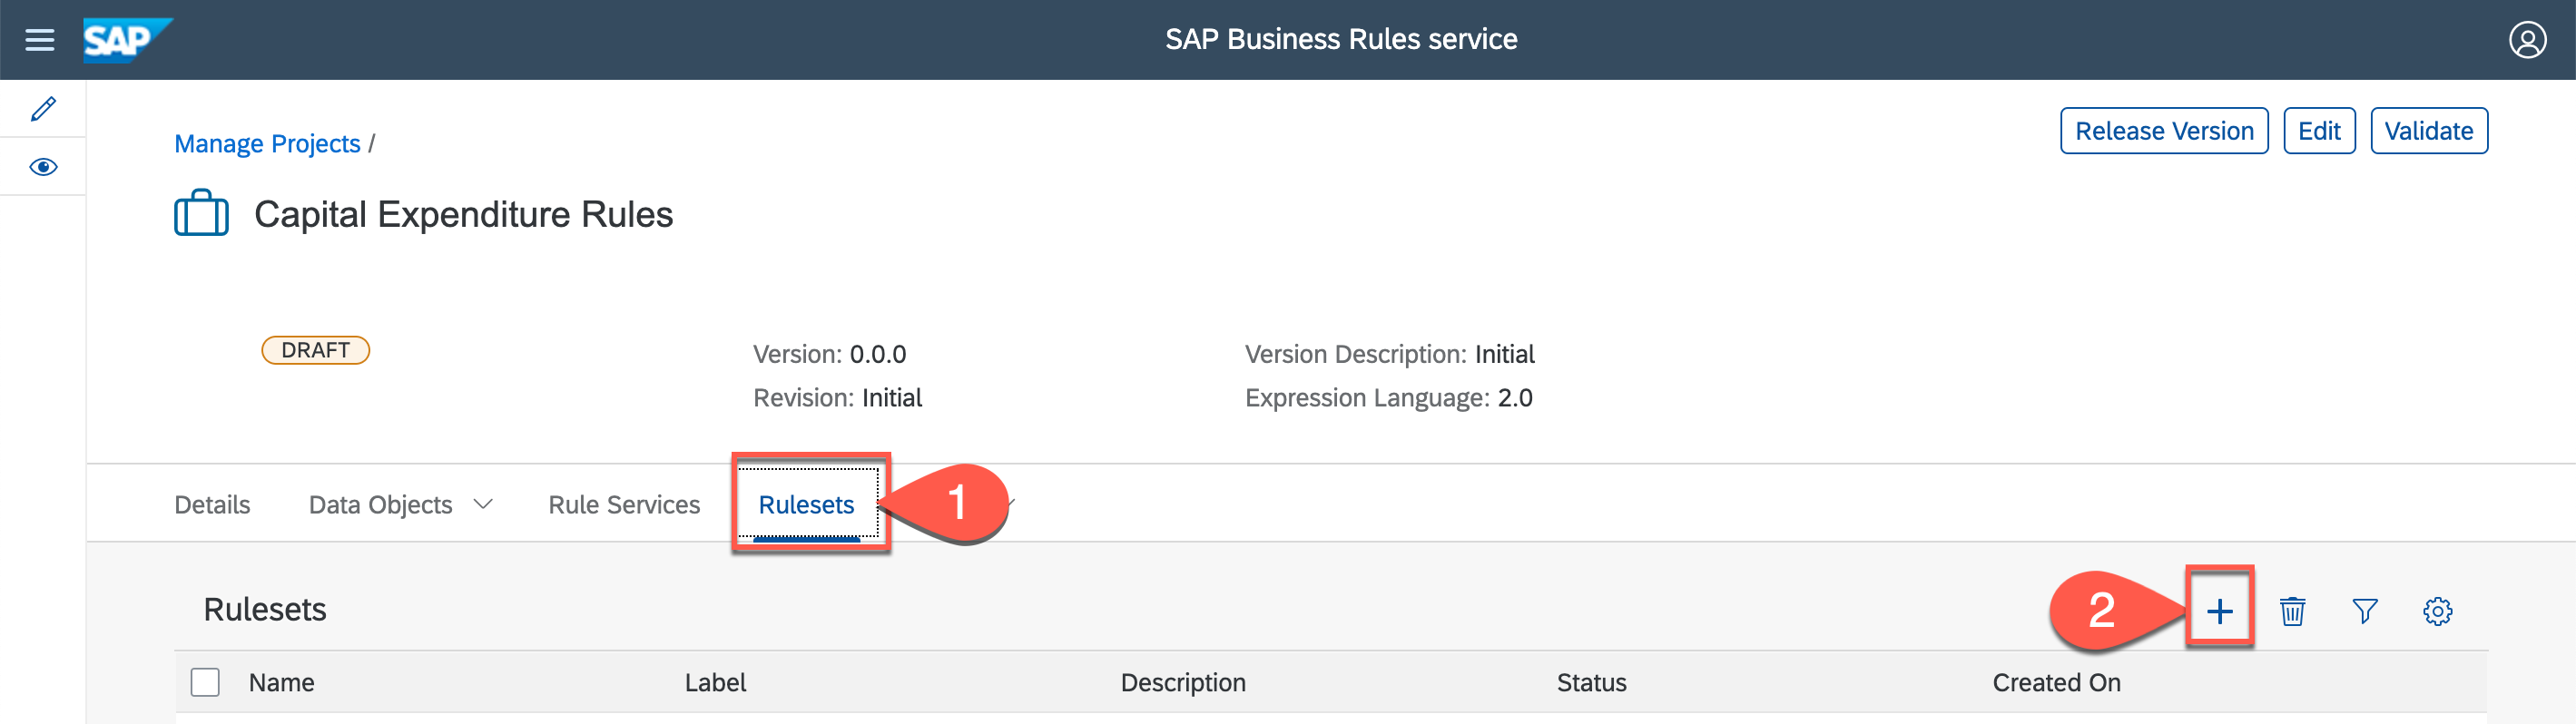 SAP SAP Business Rules service
Manage Projects /
Release Version Edit Validate
Capital Expenditure Rules
DRAFT
Version: 0.0.0 Version Description: Initial
Revision: Initial Expression Language: 2.0
Details Data Objects Rule Services Rulesets 1
Rulesets 2
Name Label Description Status Created On